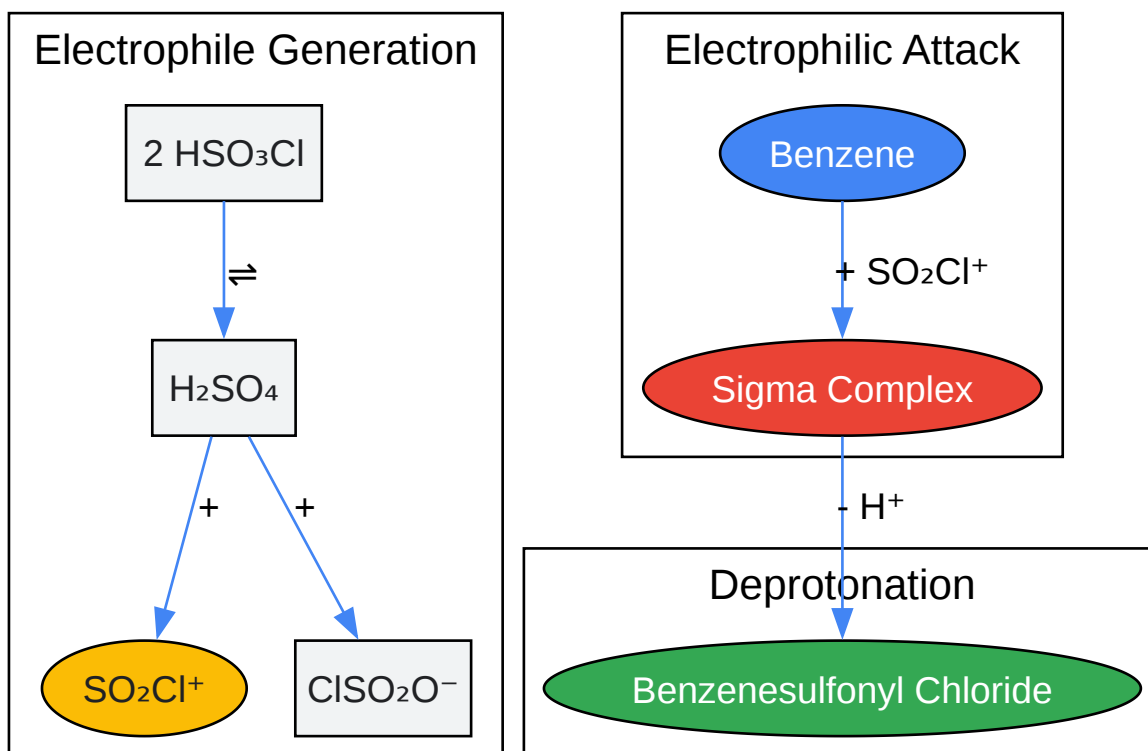 Electrophile Generation
2 HSO₃Cl
⇌
H₂SO₄
+
+
SO₂Cl⁺
ClSO₂O⁻
Electrophilic Attack
Benzene
+ SO₂Cl⁺
Sigma Complex
- H⁺
Deprotonation
Benzenesulfonyl Chloride